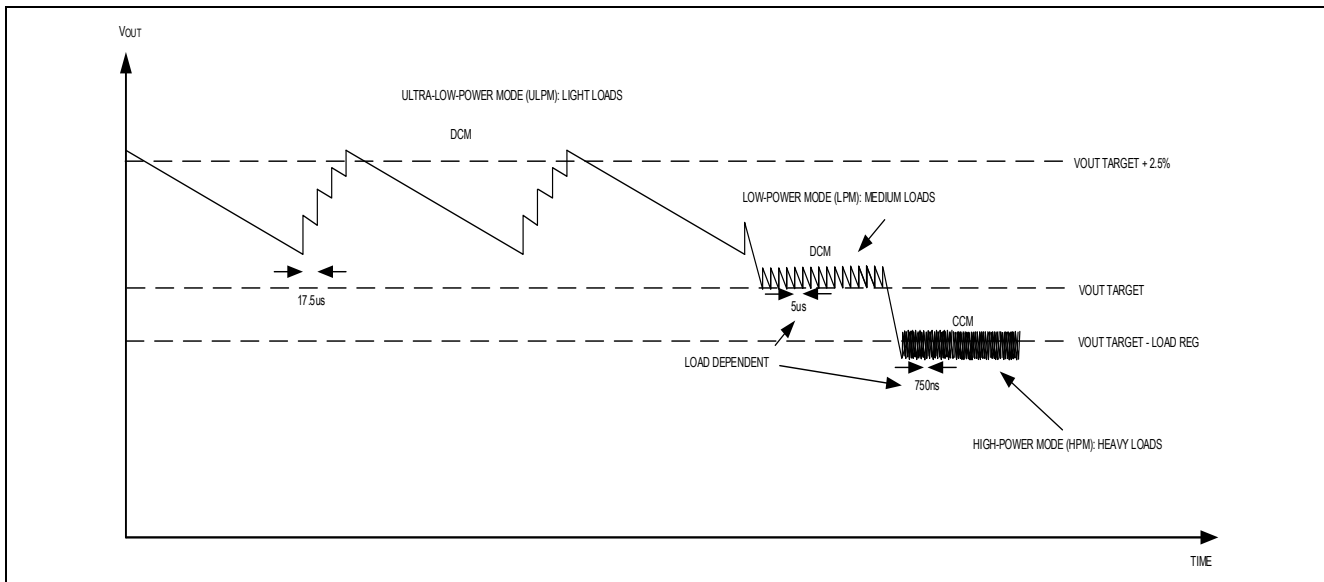 VOUT
ULTRA-LOW-POWER MODE (ULPM): LIGHT LOADS
DCM
VOUT TARGET + 2.5%
LOW-POWER MODE (LPM): MEDIUM LOADS
DCM
17.5us
VOUT TARGET
5us
CCM
VOUT TARGET - LOAD REG
LOAD DEPENDENT
750ns
HIGH-POWER MODE (HPM): HEAVY LOADS
TIME